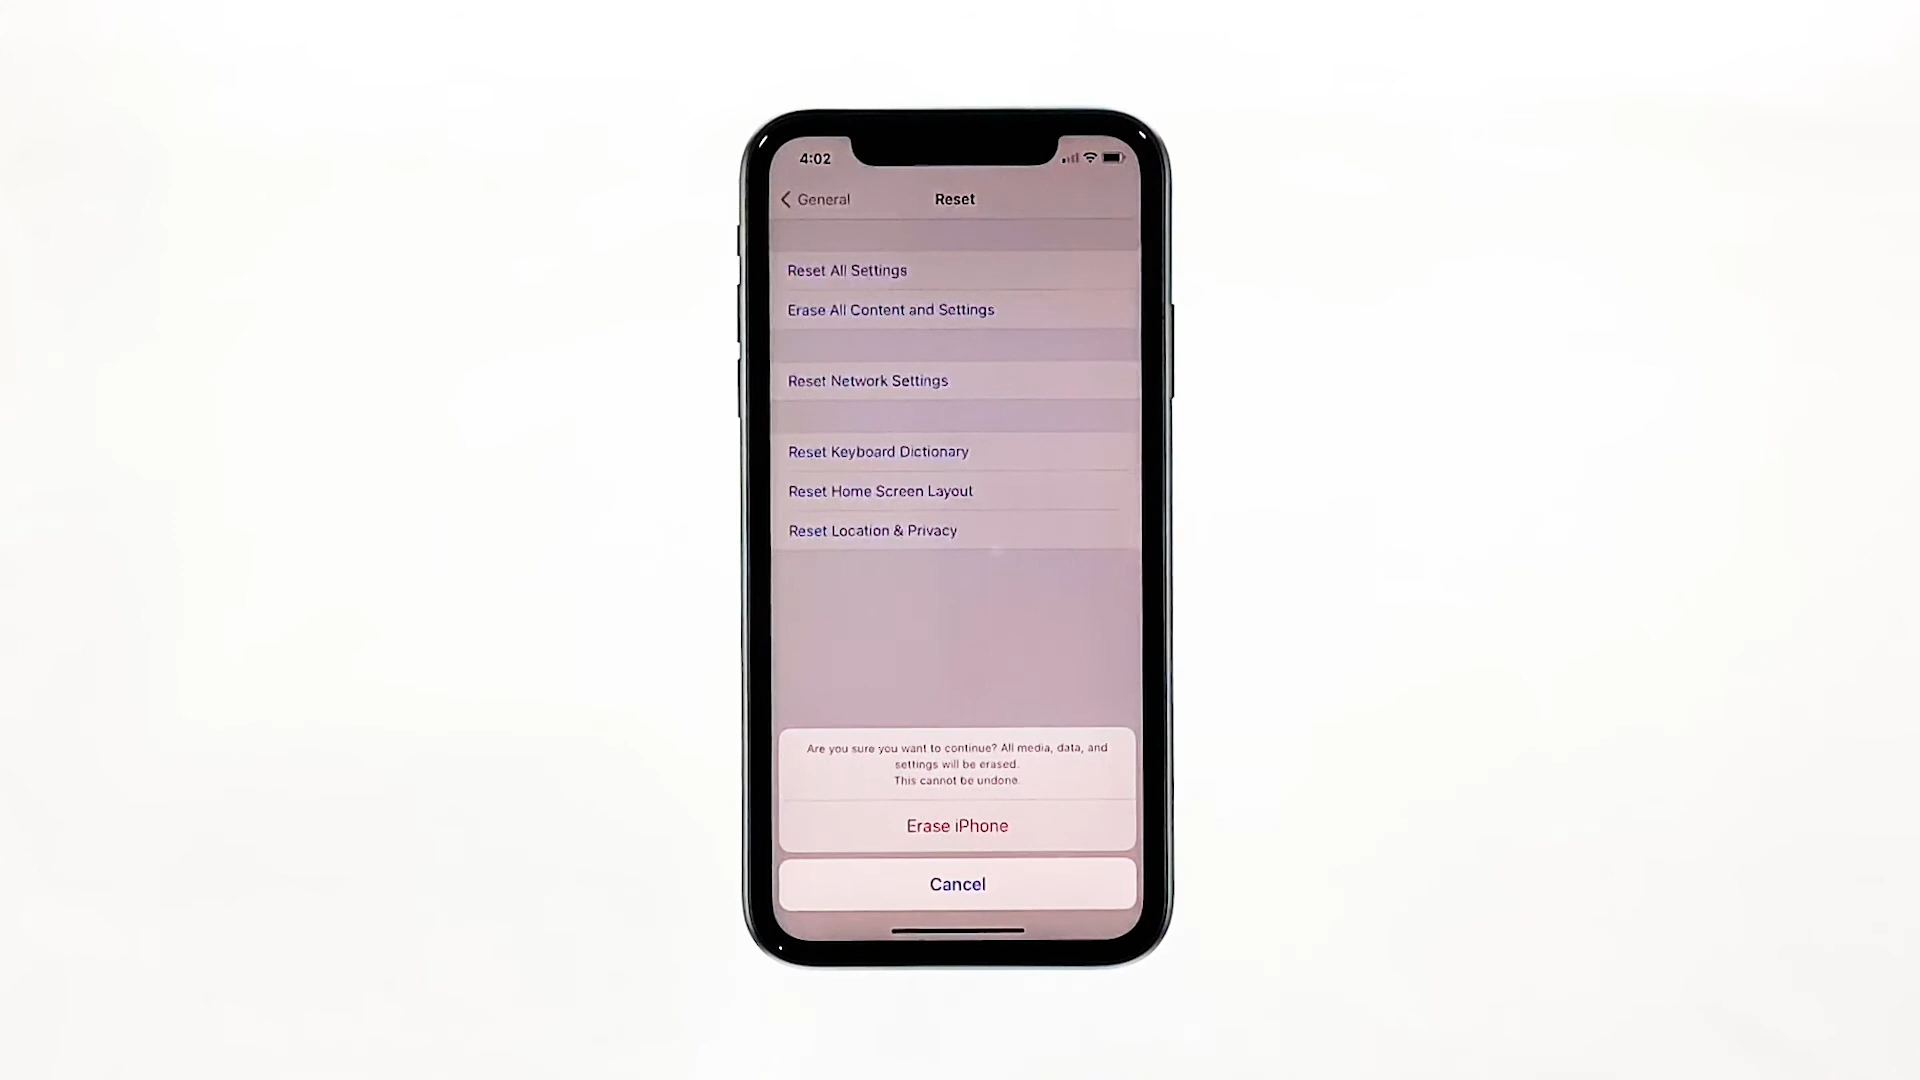 4:02
General
Reset
Reset All Settings
Erase All Content and Settings
Reset Network Settings
Reset Keyboard Dictionary
Reset Home Screen Layout
Reset Location & Privacy
Are you sure you want to continue? All media, data, and
settings will be erased.
This cannot be undone.
Erase iPhone
Cancel